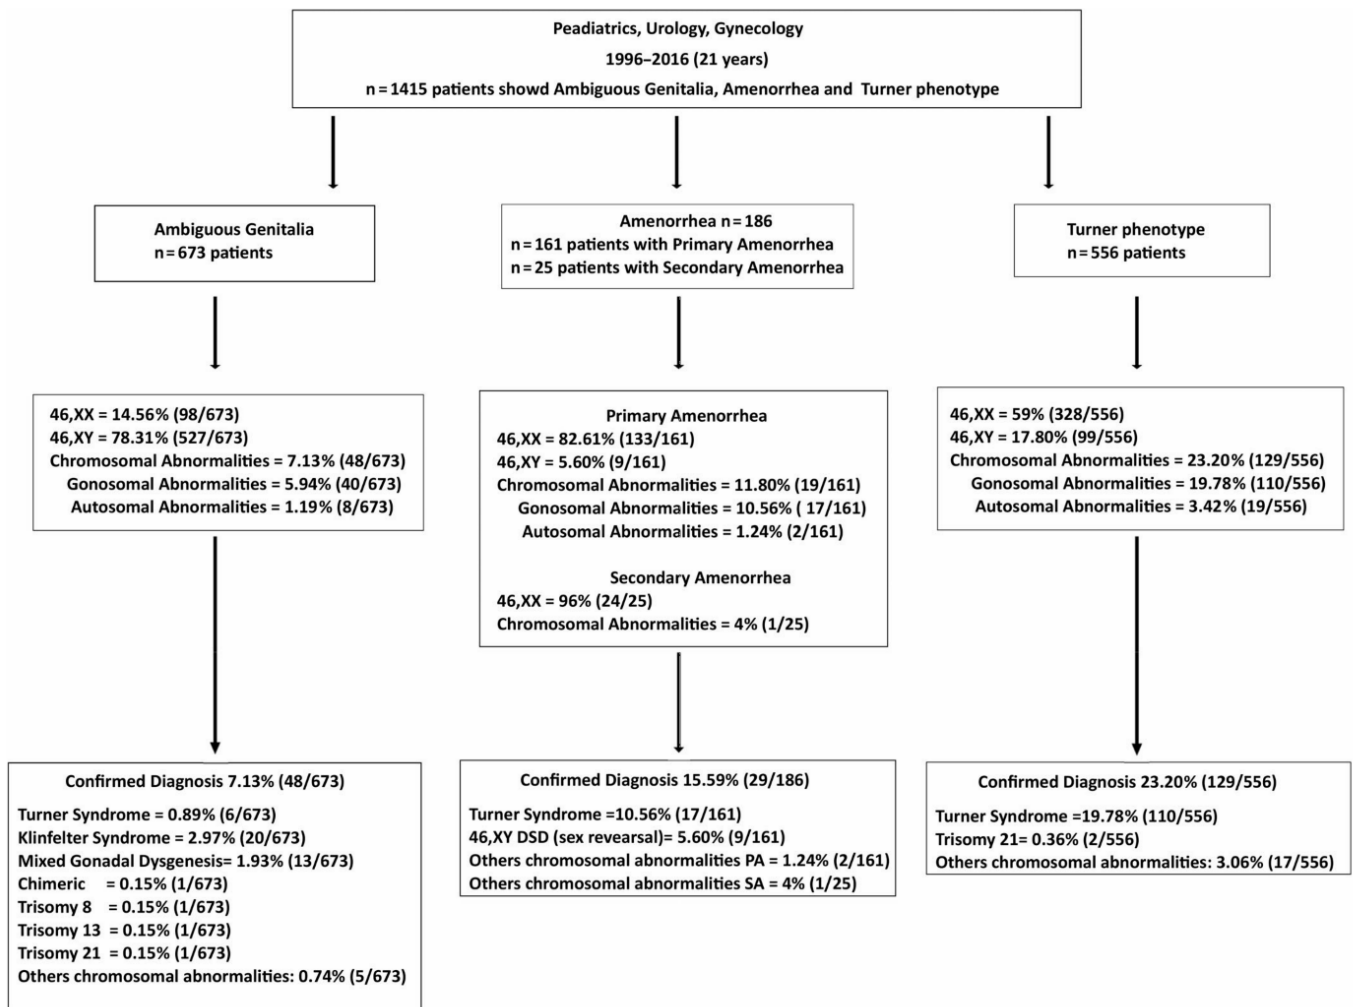 Peadiatrics, Urology, Gynecology
1996–2016 (21 years)
n = 1415 patients showd Ambiguous Genitalia, Amenorrhea and Turner phenotype
Ambiguous Genitalia
n = 673 patients
Amenorrhea n = 186
n = 161 patients with Primary Amenorrhea
n = 25 patients with Secondary Amenorrhea
Turner phenotype
n = 556 patients
46,XX = 14.56% (98/673)
46,XY = 78.31% (527/673)
Chromosomal Abnormalities = 7.13% (48/673)
Gonosomal Abnormalities = 5.94% (40/673)
Autosomal Abnormalities = 1.19% (8/673)
Primary Amenorrhea
46,XX = 82.61% (133/161)
46,XY = 5.60% (9/161)
Chromosomal Abnormalities = 11.80% (19/161)
Gonosomal Abnormalities = 10.56% ( 17/161)
Autosomal Abnormalities = 1.24% (2/161)
Secondary Amenorrhea
46,XX = 96% (24/25)
Chromosomal Abnormalities = 4% (1/25)
46,XX = 59% (328/556)
46,XY = 17.80% (99/556)
Chromosomal Abnormalities = 23.20% (129/556)
Gonosomal Abnormalities = 19.78% (110/556)
Autosomal Abnormalities = 3.42% (19/556)
Confirmed Diagnosis 7.13% (48/673)
Turner Syndrome = 0.89% (6/673)
Klinfelter Syndrome = 2.97% (20/673)
Mixed Gonadal Dysgenesis= 1.93% (13/673)
Chimeric = 0.15% (1/673)
Trisomy 8 = 0.15% (1/673)
Trisomy 13 = 0.15% (1/673)
Trisomy 21 = 0.15% (1/673)
Others chromosomal abnormalities: 0.74% (5/673)
Confirmed Diagnosis 15.59% (29/186)
Turner Syndrome =10.56% (17/161)
46,XY DSD (sex revearsal)= 5.60% (9/161)
Others chromosomal abnormalities PA = 1.24% (2/161)
Others chromosomal abnormalities SA = 4% (1/25)
Confirmed Diagnosis 23.20% (129/556)
Turner Syndrome =19.78% (110/556)
Trisomy 21= 0.36% (2/556)
Others chromosomal abnormalities: 3.06% (17/556)